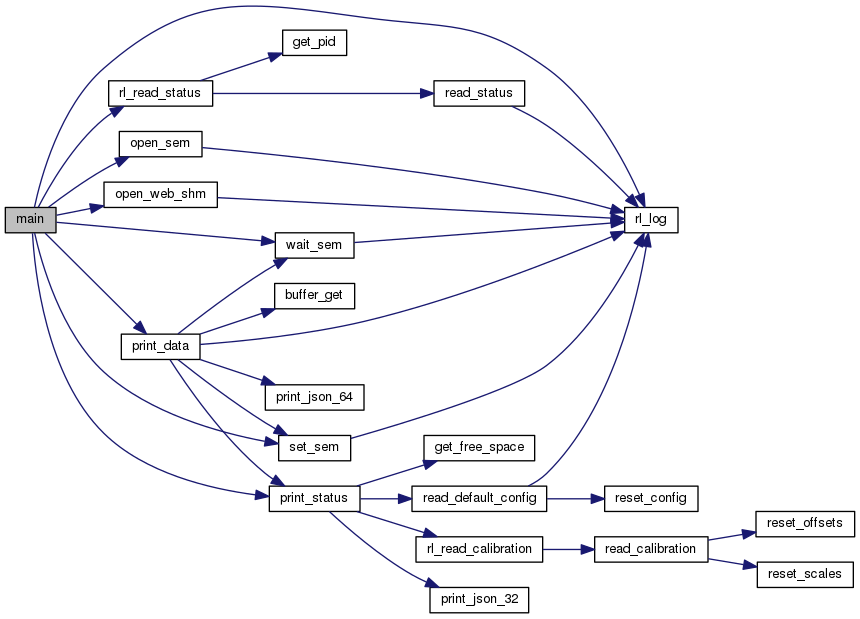 get_pid
rl_read_status
read_status
open_sem
open_web_shm
main
rl_log
wait_sem
buffer_get
print_data
print_json_64
set_sem
get_free_space
print_status
read_default_config
reset_config
reset_offsets
rl_read_calibration
read_calibration
reset_scales
print_json_32